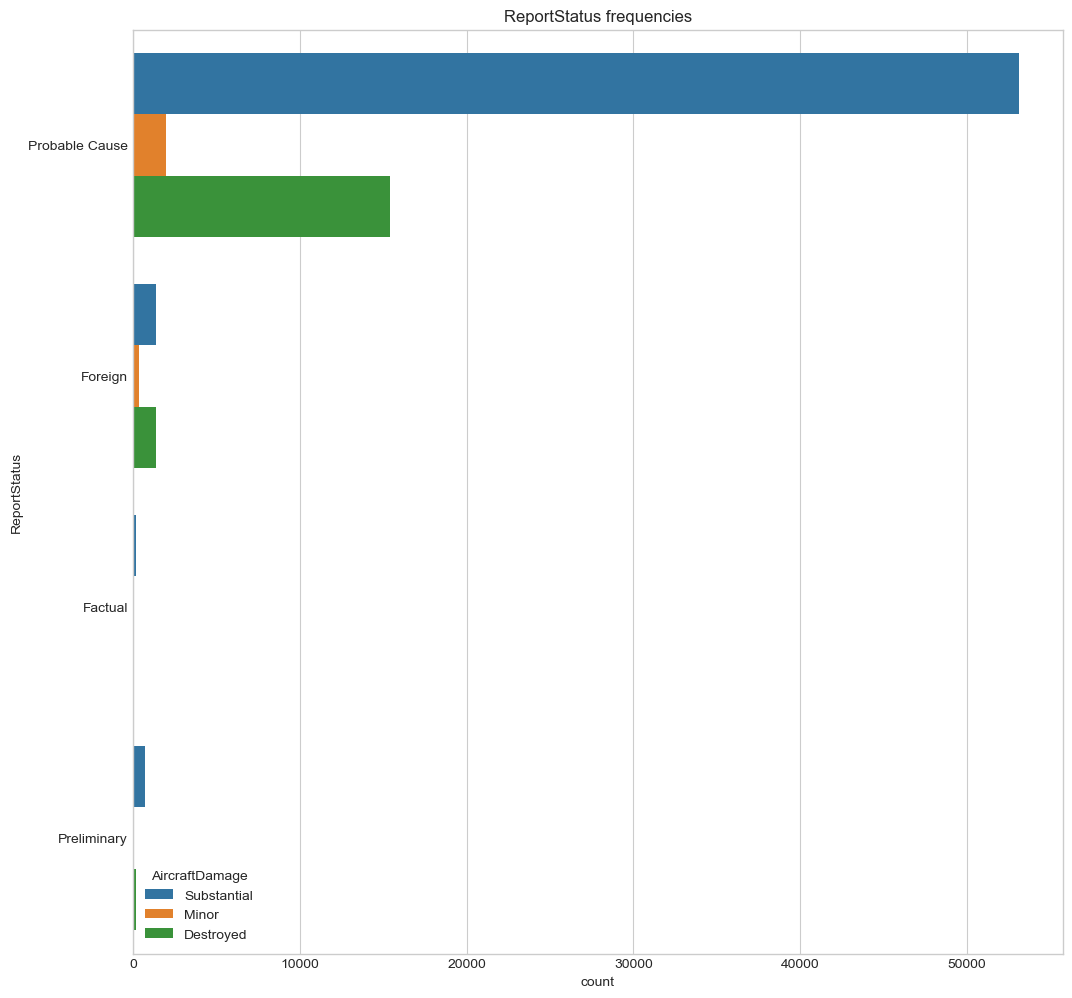 ReportStatus frequencies
Probable Cause
Foreign
Factual
Preliminary
ReportStatus
AircraftDamage
Substantial
Minor
Destroyed
0 10000 20000 30000 40000 50000
count